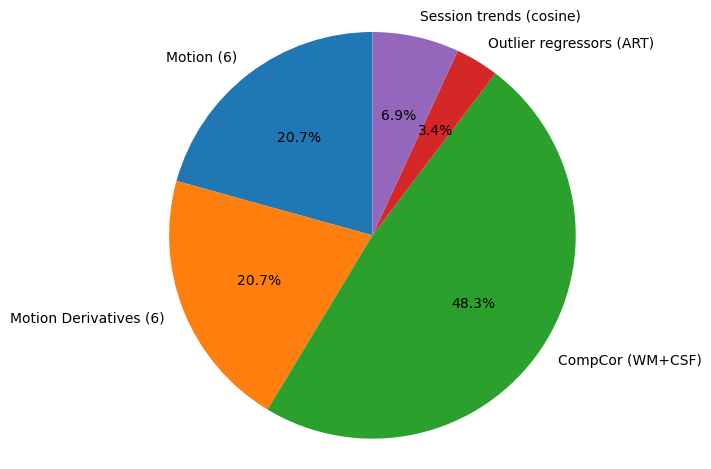 Session trends (cosine)
Outlier regressors (ART)
Motion (6)
6.9%
3.4%
20.7%
20.7%
48.3%
Motion Derivatives (6)
CompCor (WM+CSF)